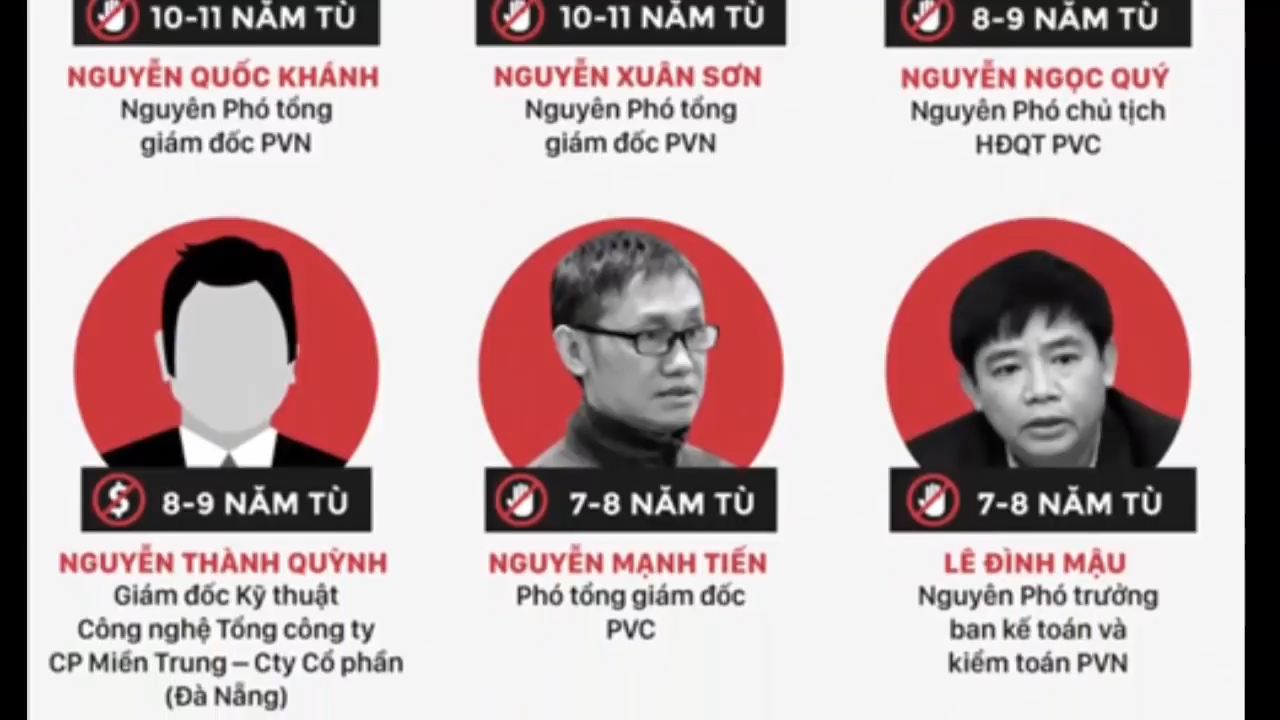 10-11 NĂM TÙ
10-11 NĂM TÙ
8-9 NĂM TÙ
NGUYỄN QUỐC KHÁNH
Nguyên Phó tổng
giám đốc PVN
NGUYỄN XUÂN SƠN
Nguyên Phó tổng
giám đốc PVN
NGUYỄN NGỌC QUÝ
Nguyên Phó chủ tịch
HĐQT PVC
$ 8-9 NĂM TÙ
NGUYỄN THÀNH QUỲNH
Giám đốc Kỹ thuật
Công nghệ Tổng công ty
CP Miền Trung – Cty Cổ phần
(Đà Nẵng)
7-8 NĂM TÙ
NGUYỄN MẠNH TIẾN
Phó tổng giám đốc
PVC
7-8 NĂM TÙ
LÊ ĐÌNH MẬU
Nguyên Phó trưởng
ban kế toán và
kiểm toán PVN